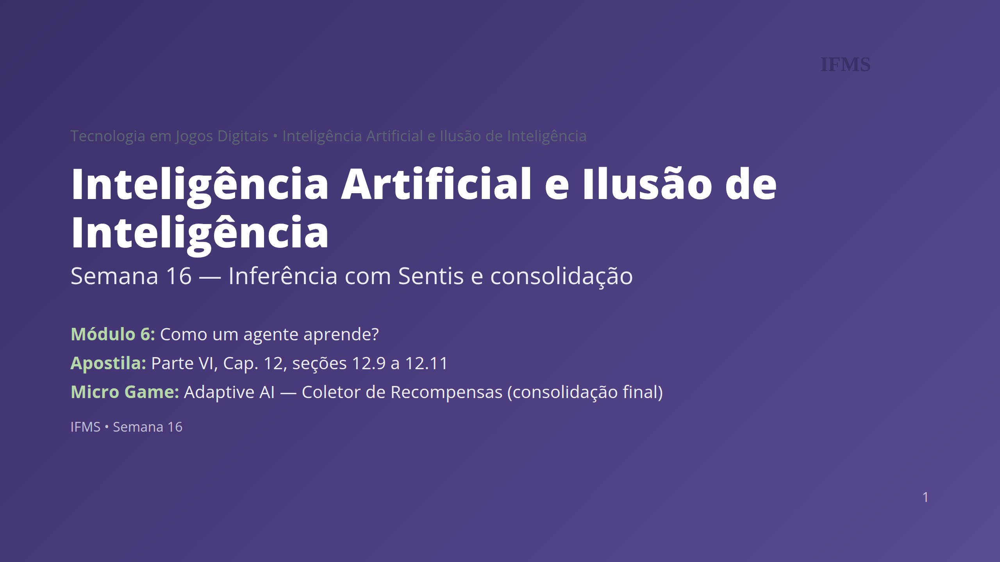 IFMS
Tecnologia em Jogos Digitais • Inteligência Artificial e Ilusão de Inteligência
Inteligência Artificial e Ilusão de
Inteligência
Semana 16 — Inferência com Sentis e consolidação
Módulo 6: Como um agente aprende?
Apostila: Parte VI, Cap. 12, seções 12.9 a 12.11
Micro Game: Adaptive AI — Coletor de Recompensas (consolidação final)
IFMS • Semana 16
1